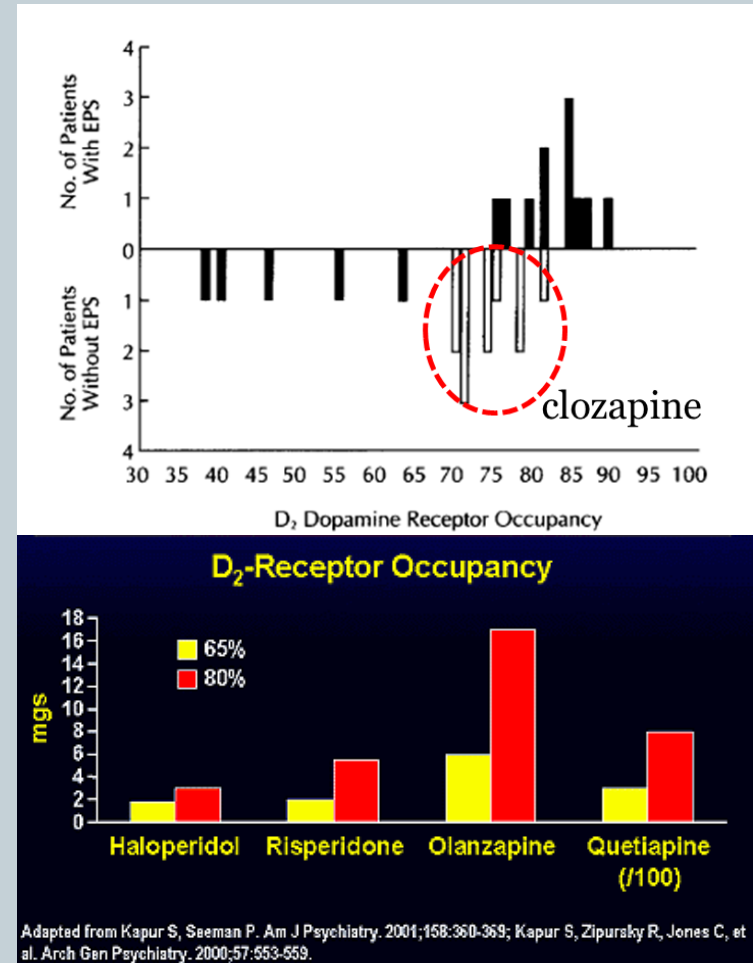 4
3
2
1
0
1
2
3
4
No. of Patients
With EPS
No. of Patients
Without EPS
clozapine
30 35 40 45 50 55 60 65 70 75 80 85 90 95 100
D₂ Dopamine Receptor Occupancy
D₂-Receptor Occupancy
18
16
14
12
10
8
6
4
2
0
mgs
65%
80%
Haloperidol Risperidone Olanzapine Quetiapine
(/100)
Adapted from Kapur S, Seeman P. Am J Psychiatry. 2001;158:360-369; Kapur S, Zipursky R, Jones C, et
al. Arch Gen Psychiatry. 2000;57:553-559.